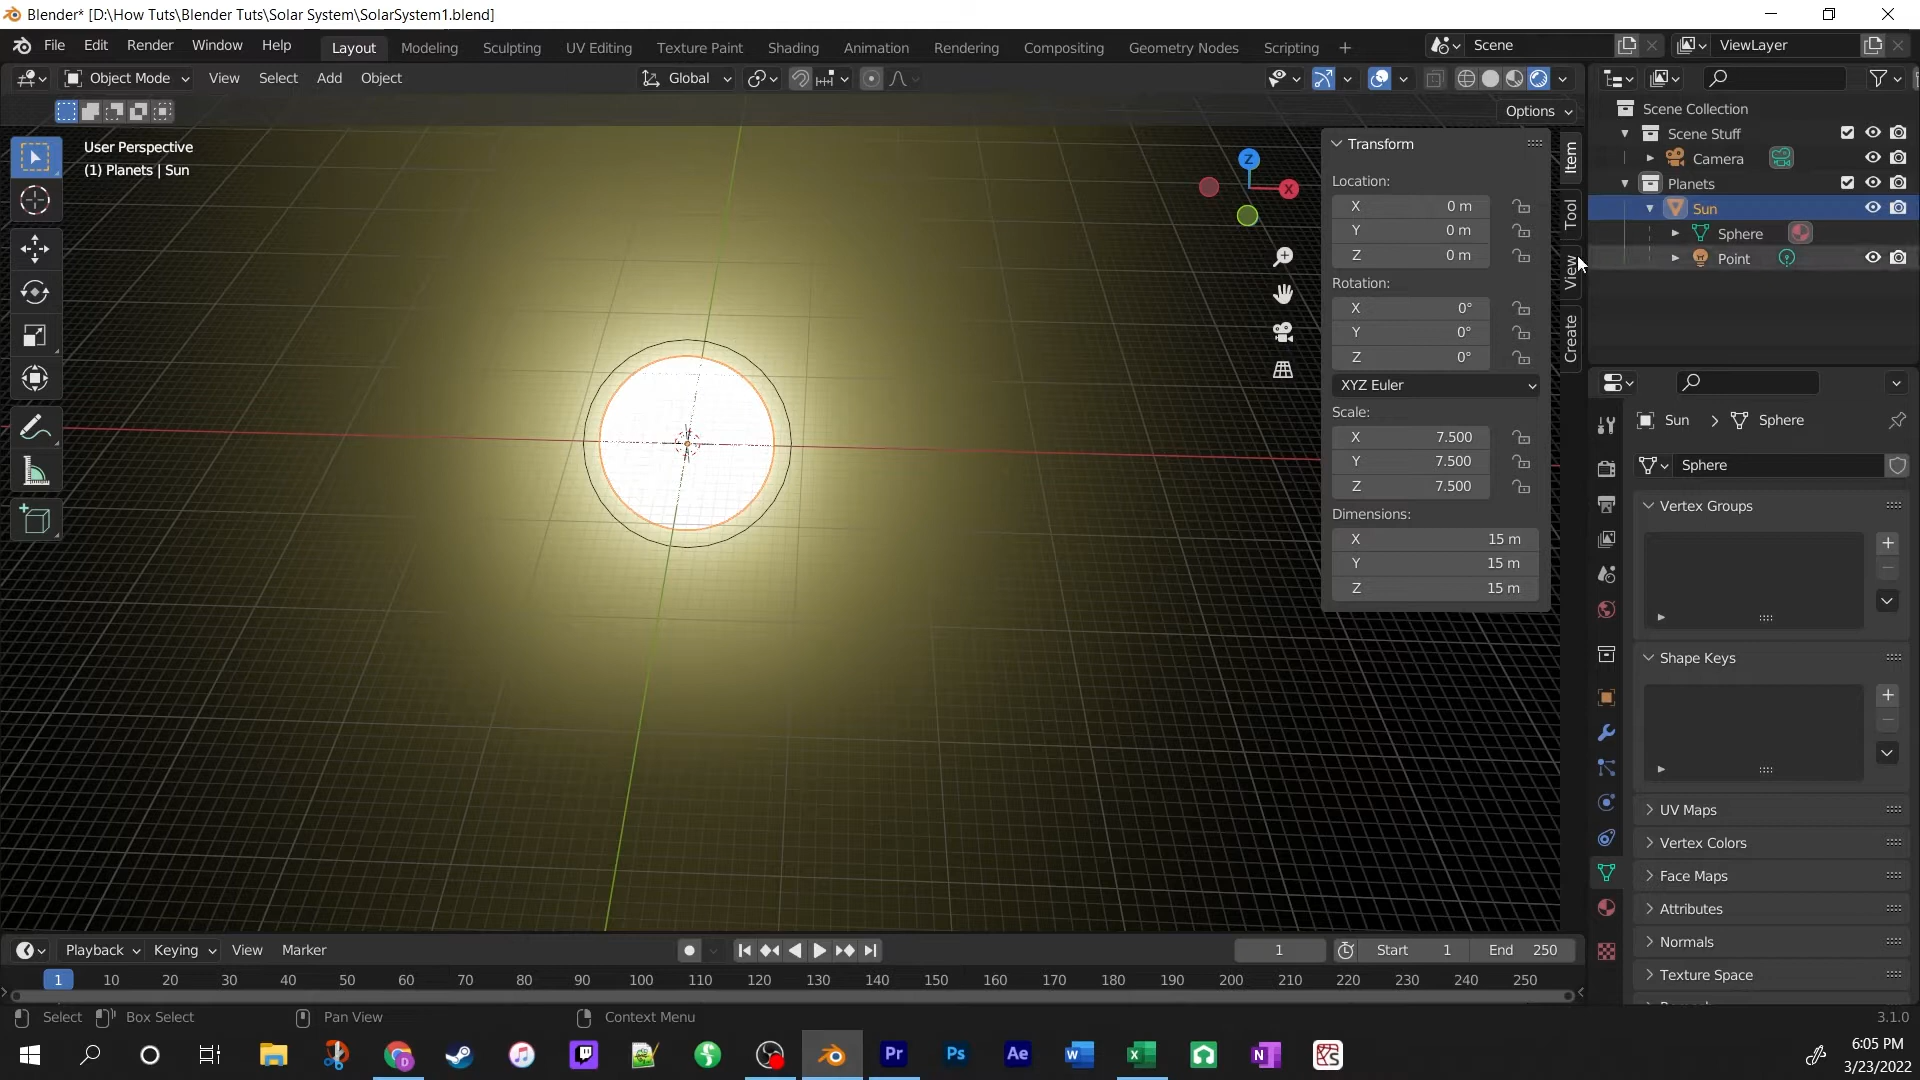 Blender* [D:\How Tuts\Blender Tuts\Solar System\SolarSystem1.blend]
File Edit Render Window Help Layout Modeling Sculpting UV Editing Texture Paint Shading Animation Rendering Compositing Geometry Nodes Scripting + Scene ViewLayer
Object Mode View Select Add Object Global
Options
User Perspective
(1) Planets | Sun
Z
X
Transform
Location:
X 0 m
Y 0 m
Z 0 m
Rotation:
X 0°
Y 0°
Z 0°
XYZ Euler
Scale:
X 7.500
Y 7.500
Z 7.500
Dimensions:
X 15 m
Y 15 m
Z 15 m
Item
Tool
View
Create
Scene Collection
Scene Stuff
Camera
Planets
Sun
Sphere
Point
Sun > Sphere
Sphere
Vertex Groups
Shape Keys
UV Maps
Vertex Colors
Face Maps
Attributes
Normals
Texture Space
Playback Keying View Marker 1 Start 1 End 250
1 10 20 30 40 50 60 70 80 90 100 110 120 130 140 150 160 170 180 190 200 210 220 230 240 250
Select Box Select Pan View Context Menu 3.1.0
D Pr Ps Ae W X N
6:05 PM
3/23/2022